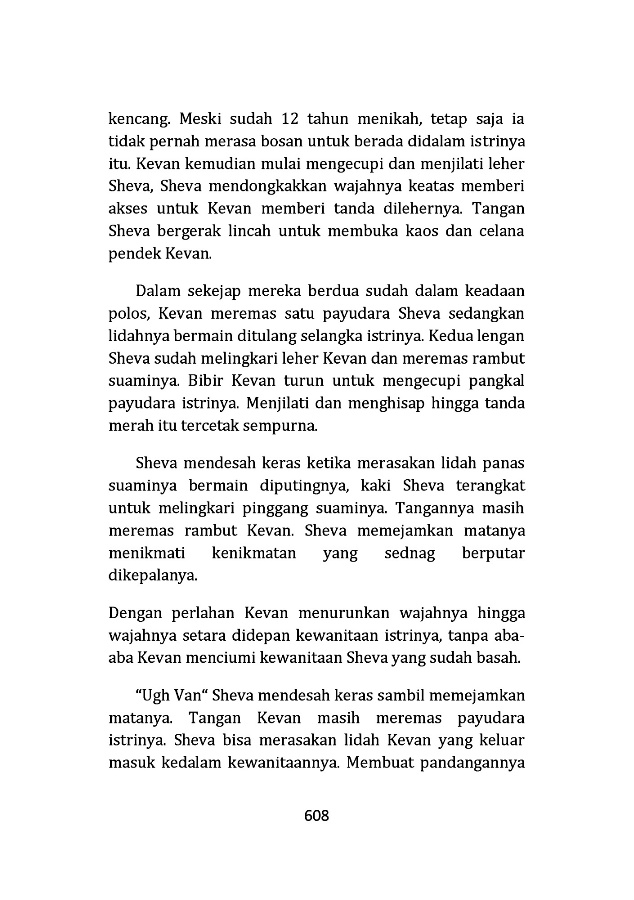 kencang. Meski sudah 12 tahun menikah, tetap saja ia
tidak pernah merasa bosan untuk berada didalam istrinya
itu. Kevan kemudian mulai mengecupi dan menjilati leher
Sheva, Sheva mendongkakkan wajahnya keatas memberi
akses untuk Kevan memberi tanda dilehernya. Tangan
Sheva bergerak lincah untuk membuka kaos dan celana
pendek Kevan.
Dalam sekejap mereka berdua sudah dalam keadaan
polos, Kevan meremas satu payudara Sheva sedangkan
lidahnya bermain ditulang selangka istrinya. Kedua lengan
Sheva sudah melingkari leher Kevan dan meremas rambut
suaminya. Bibir Kevan turun untuk mengecupi pangkal
payudara istrinya. Menjilati dan menghisap hingga tanda
merah itu tercetak sempurna.
Sheva mendesah keras ketika merasakan lidah panas
suaminya bermain diputingnya, kaki Sheva terangkat
untuk melingkari pinggang suaminya. Tangannya masih
meremas rambut Kevan. Sheva memejamkan matanya
menikmati kenikmatan yang sednag berputar
dikepalanya.
Dengan perlahan Kevan menurunkan wajahnya hingga
wajahnya setara didepan kewanitaan istrinya, tanpa aba-
aba Kevan menciumi kewanitaan Sheva yang sudah basah.
“Ugh Van“ Sheva mendesah keras sambil memejamkan
matanya. Tangan Kevan masih meremas payudara
istrinya. Sheva bisa merasakan lidah Kevan yang keluar
masuk kedalam kewanitaannya. Membuat pandangannya
608